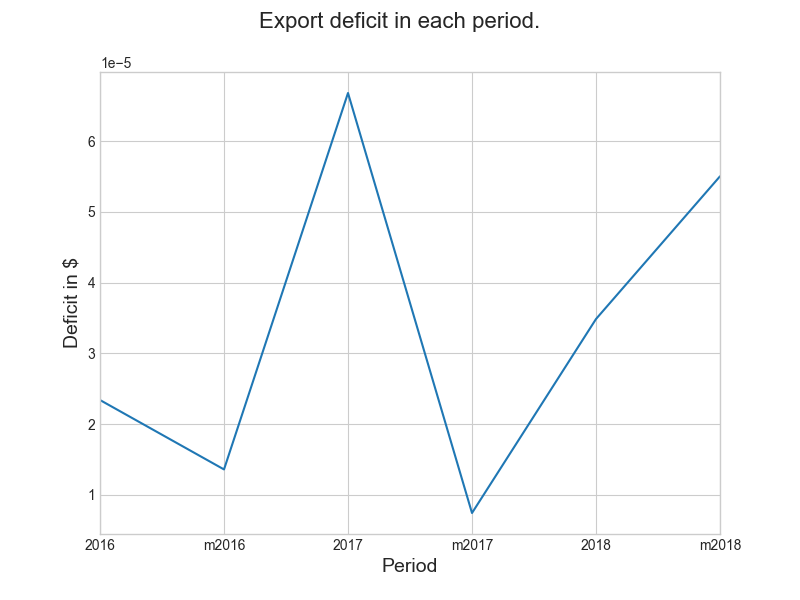 Export deficit in each period.
1e−5
6
5
4
3
2
1
Deficit in $
2016 m2016 2017 m2017 2018 m2018
Period